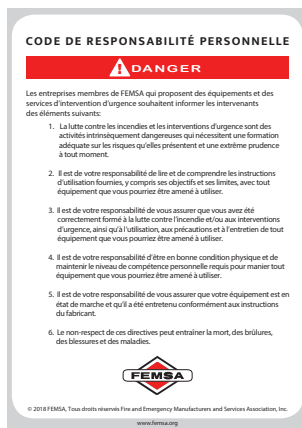 CODE DE RESPONSABILITÉ PERSONNELLE
DANGER
Les entreprises membres de FEMSA qui proposent des équipements et des
services d'intervention d'urgence souhaitent informer les intervenants
des éléments suivants:
1. La lutte contre les incendies et les interventions d'urgence sont des
activités intrinsèquement dangereuses qui nécessitent une formation
adéquate sur les risques qu'elles présentent et une extrême prudence
à tout moment.
2. Il est de votre responsabilité de lire et de comprendre les instructions
d'utilisation fournies, y compris ses objectifs et ses limites, avec tout
équipement que vous pourriez être amené à utiliser.
3. Il est de votre responsabilité de vous assurer que vous avez été
correctement formé à la lutte contre l'incendie et/ou aux interventions
d'urgence, ainsi qu'à l'utilisation, aux précautions et à l'entretien de tout
équipement que vous pourriez être amené à utiliser.
4. Il est de votre responsabilité d'être en bonne condition physique et de
maintenir le niveau de compétence personnelle requis pour manier tout
équipement que vous pourriez être amené à utiliser.
5. Il est de votre responsabilité de vous assurer que votre équipement est en
état de marche et qu'il a été entretenu conformément aux instructions
du fabricant.
6. Le non-respect de ces directives peut entraîner la mort, des brûlures,
des blessures et des maladies.
FEMSA
© 2018 FEMSA, Tous droits réservés Fire and Emergency Manufacturers and Services Association, Inc.
www.femsa.org